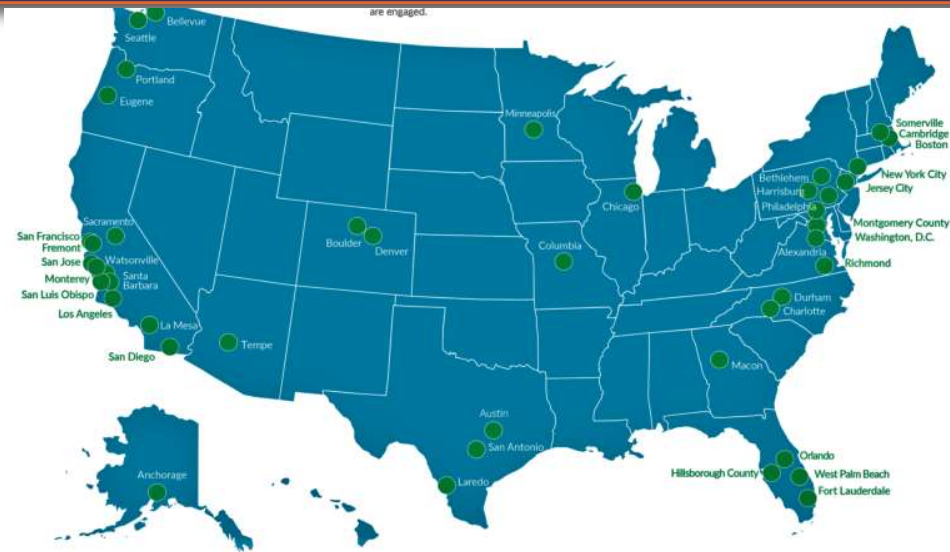 are engaged.
Bellevue
Seattle
Portland
Eugene
Minneapolis
Somerville
Cambridge
Boston
New York City
Jersey City
Bethlehem
Harrisburg
Philadelphia
Chicago
Montgomery County
Washington, D.C.
Alexandria
Richmond
Sacramento
San Francisco
Fremont
San Jose
Watsonville
Monterey
Santa
Barbara
San Luis Obispo
Los Angeles
La Mesa
San Diego
Tempe
Boulder
Denver
Columbia
Durham
Charlotte
Macon
Austin
San Antonio
Laredo
Orlando
Hillsborough County
West Palm Beach
Fort Lauderdale
Anchorage